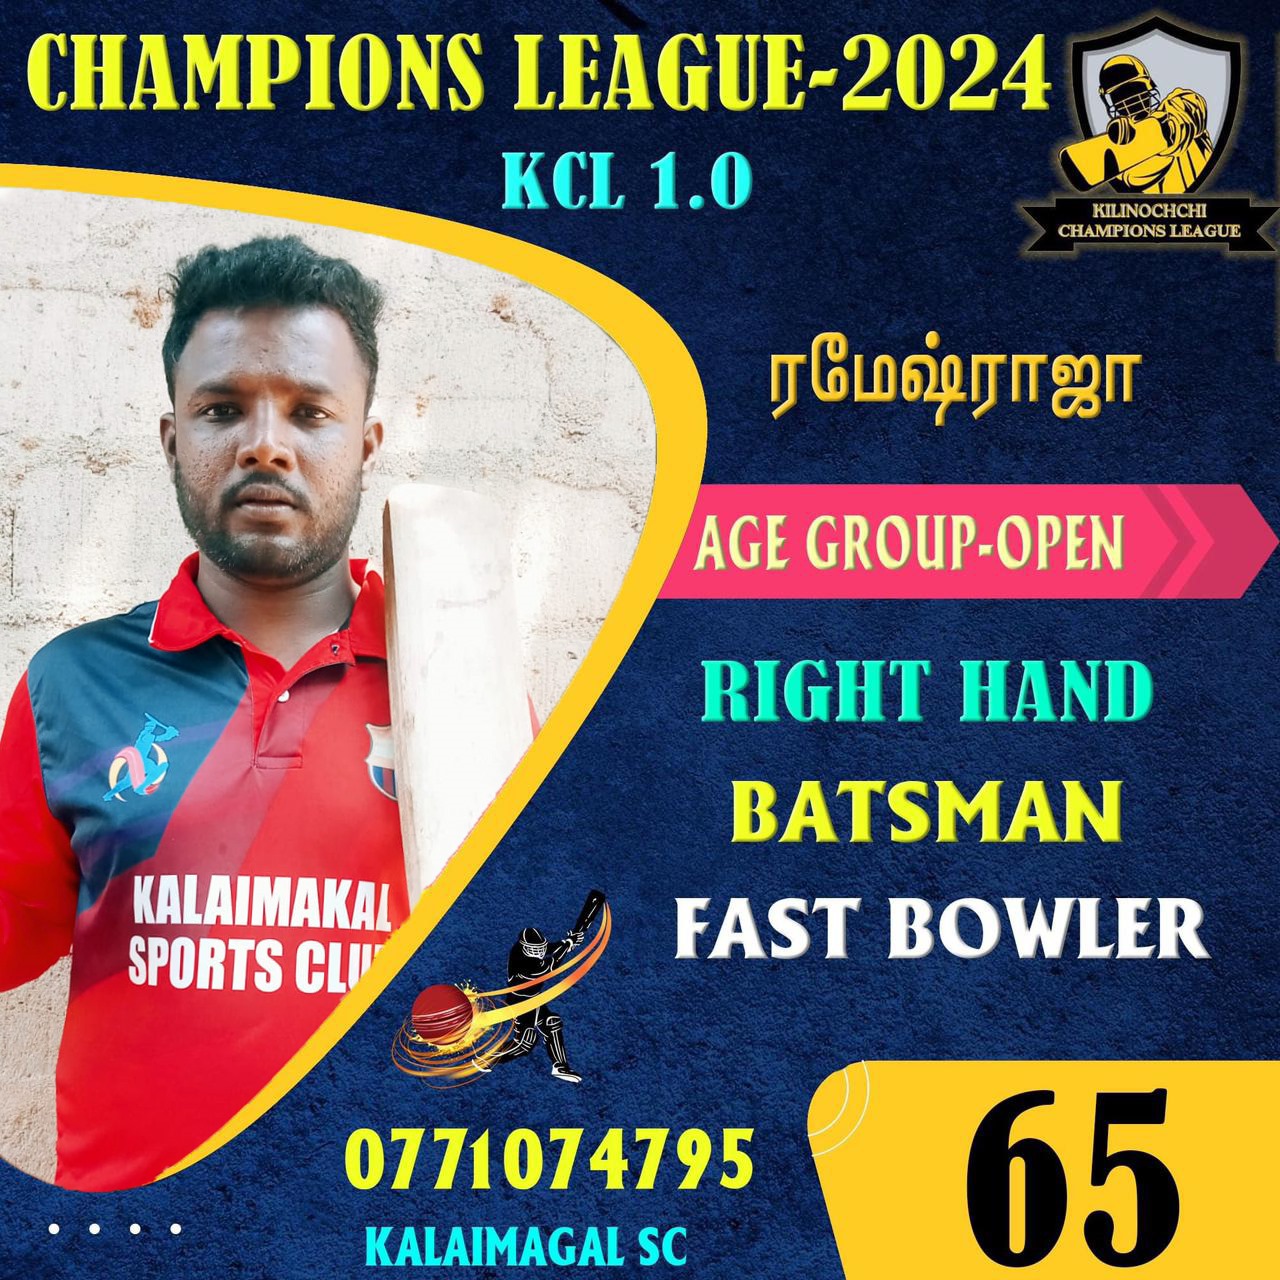 CHAMPIONS LEAGUE-2024
KCL 1.0
KILINOCHCHI
CHAMPIONS LEAGUE
ரமேஷ்ராஜா
AGE GROUP-OPEN
RIGHT HAND
BATSMAN
FAST BOWLER
KALAIMAKAL
SPORTS CLU
65
0771074795
KALAIMAGAL SC